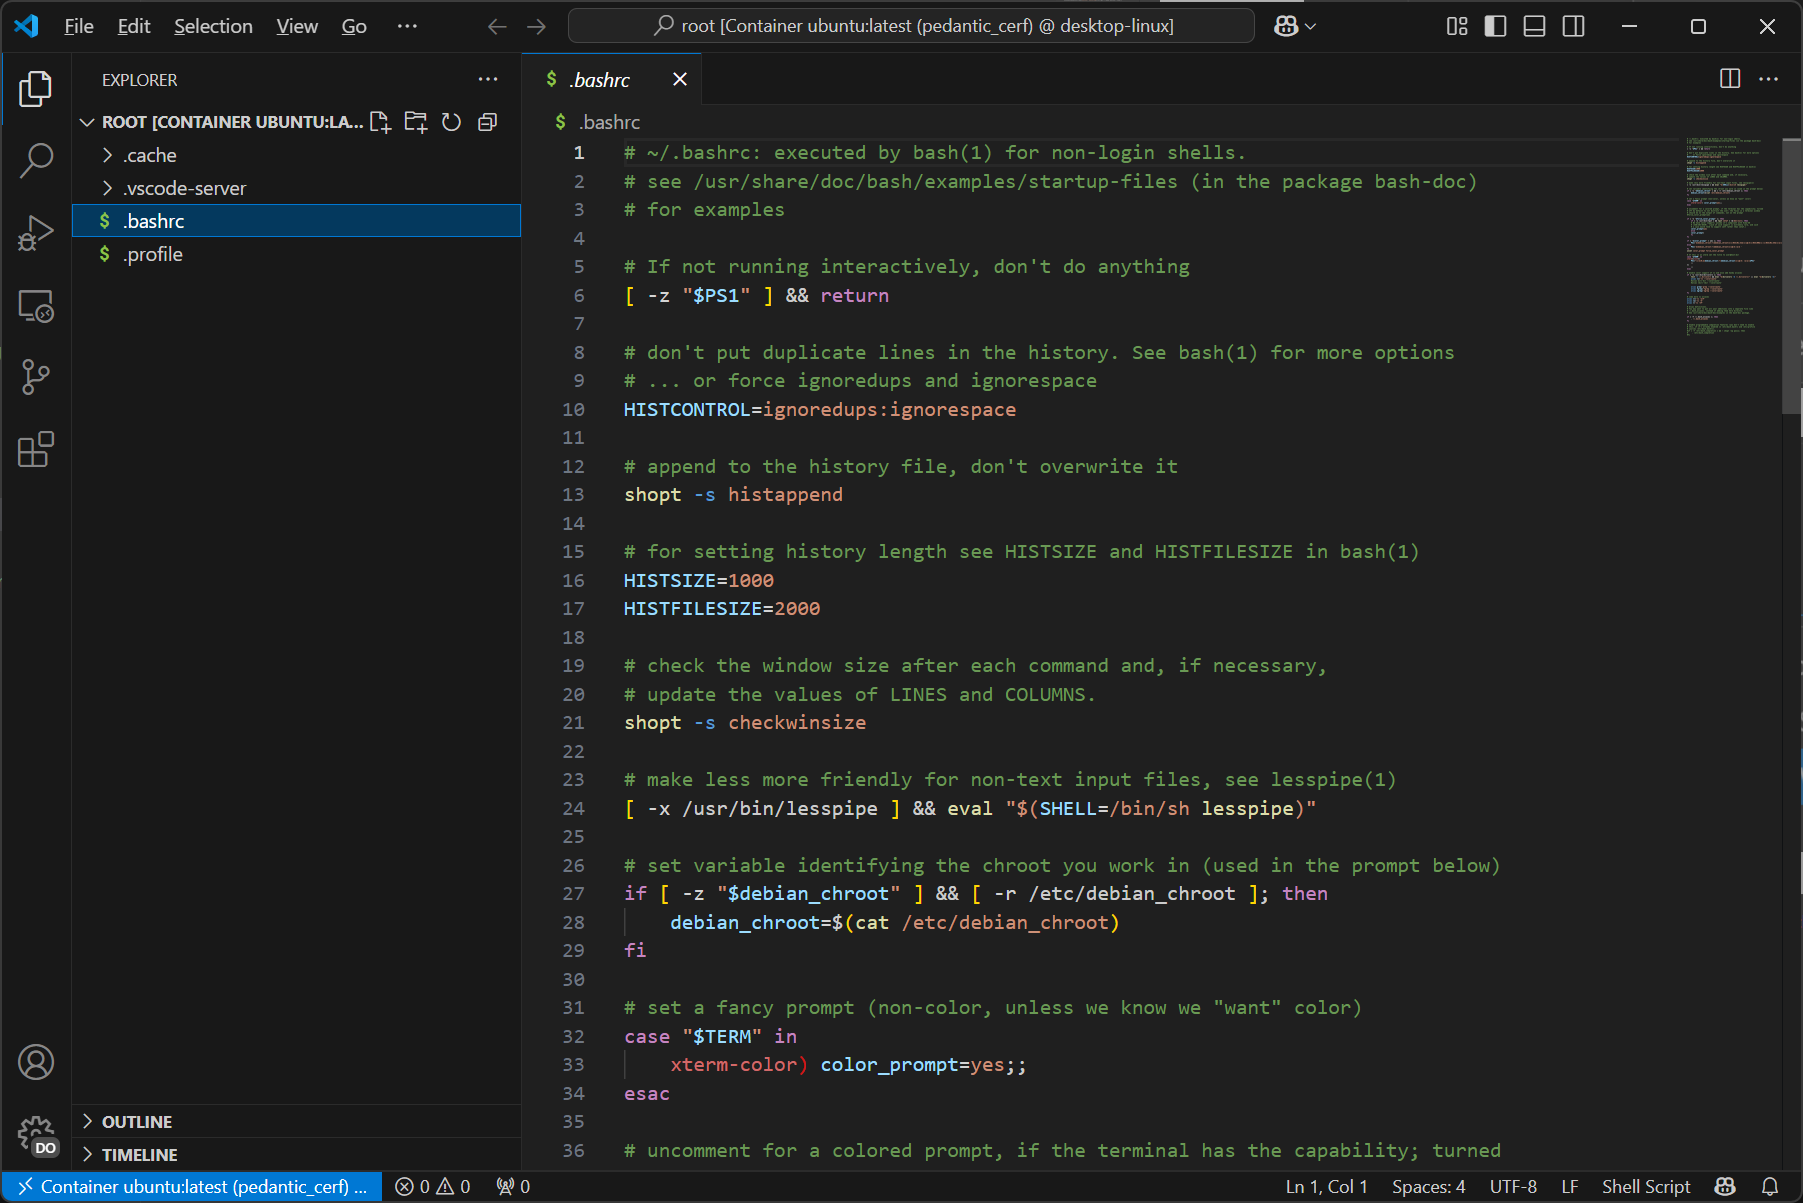 File Edit Selection View Go ···
root [Container ubuntu:latest (pedantic_cerf) @ desktop-linux]
EXPLORER
ROOT [CONTAINER UBUNTU:LA...
.cache
.vscode-server
.bashrc
.profile
OUTLINE
TIMELINE
DO
$ .bashrc
$ .bashrc
1 # ~/.bashrc: executed by bash(1) for non-login shells.
2 # see /usr/share/doc/bash/examples/startup-files (in the package bash-doc)
3 # for examples
4
5 # If not running interactively, don't do anything
6 [ -z "$PS1" ] && return
7
8 # don't put duplicate lines in the history. See bash(1) for more options
9 # ... or force ignoredups and ignorespace
10 HISTCONTROL=ignoredups:ignorespace
11
12 # append to the history file, don't overwrite it
13 shopt -s histappend
14
15 # for setting history length see HISTSIZE and HISTFILESIZE in bash(1)
16 HISTSIZE=1000
17 HISTFILESIZE=2000
18
19 # check the window size after each command and, if necessary,
20 # update the values of LINES and COLUMNS.
21 shopt -s checkwinsize
22
23 # make less more friendly for non-text input files, see lesspipe(1)
24 [ -x /usr/bin/lesspipe ] && eval "$(SHELL=/bin/sh lesspipe)"
25
26 # set variable identifying the chroot you work in (used in the prompt below)
27 if [ -z "$debian_chroot" ] && [ -r /etc/debian_chroot ]; then
28     debian_chroot=$(cat /etc/debian_chroot)
29 fi
30
31 # set a fancy prompt (non-color, unless we know we "want" color)
32 case "$TERM" in
33     xterm-color) color_prompt=yes;;
34 esac
35
36 # uncomment for a colored prompt, if the terminal has the capability; turned
Container ubuntu:latest (pedantic_cerf) ... 0 0 0 Ln 1, Col 1 Spaces: 4 UTF-8 LF Shell Script